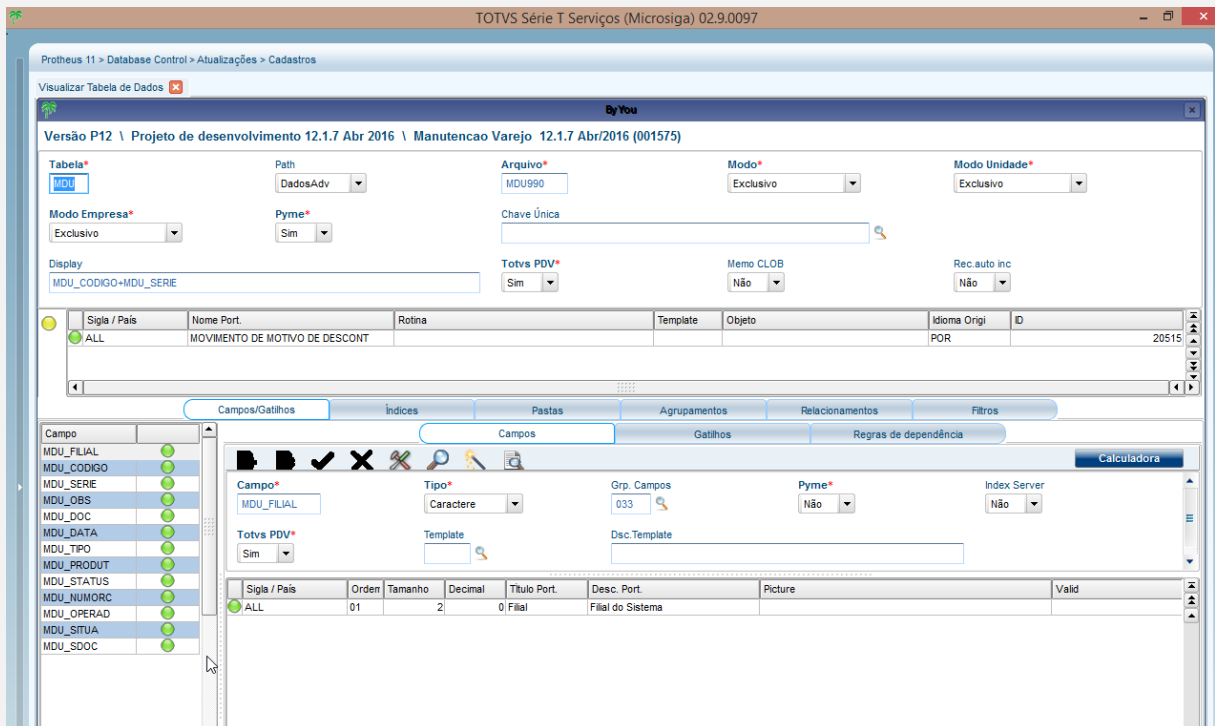 TOTVS Série T Serviços (Microsiga) 02.9.0097
Protheus 11 > Database Control > Atualizações > Cadastros
Visualizar Tabela de Dados
By You
Versão P12 \ Projeto de desenvolvimento 12.1.7 Abr 2016 \ Manutencao Varejo 12.1.7 Abr/2016 (001575)
Tabela* Path Arquivo* Modo* Modo Unidade*
MDU DadosAdv MDU990 Exclusivo Exclusivo
Modo Empresa* Pyme* Chave Única
Exclusivo Sim
Display Totvs PDV* Memo CLOB Rec.auto inc
MDU_CODIGO+MDU_SERIE Sim Não Não
Sigla / País Nome Port. Rotina Template Objeto Idioma Origi ID
ALL MOVIMENTO DE MOTIVO DE DESCONT POR 20515
Campos/Gatilhos Índices Pastas Agrupamentos Relacionamentos Filtros
Campo
MDU_FILIAL
MDU_CODIGO
MDU_SERIE
MDU_OBS
MDU_DOC
MDU_DATA
MDU_TIPO
MDU_PRODUT
MDU_STATUS
MDU_NUMORC
MDU_OPERAD
MDU_SITUA
MDU_SDOC
Campos Gatilhos Regras de dependência
Calculadora
Campo* Tipo* Grp. Campos Pyme* Index Server
MDU_FILIAL Caractere 033 Não Não
Totvs PDV* Template Dsc.Template
Sim
Sigla / País Ordem Tamanho Decimal Título Port. Desc. Port. Picture Valid
ALL 01 2 0 Filial Filial do Sistema